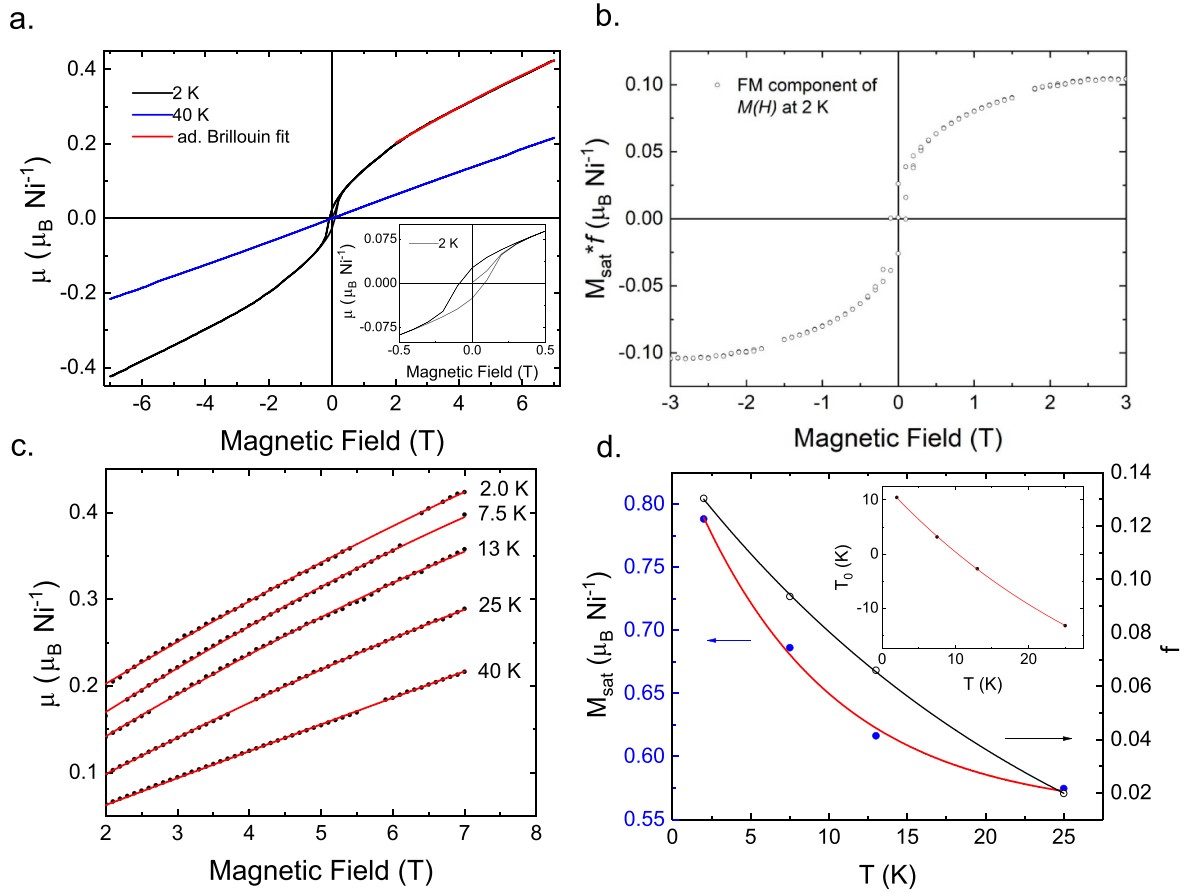 a.
0.4
0.2
0.0
-0.2
-0.4
μ ( μB Ni-1)
2 K
40 K
ad. Brillouin fit
-6
-4
-2
0
2
4
6
Magnetic Field (T)
0.075
0.000
-0.075
μ ( μB Ni-1)
2 K
-0.5
0.0
0.5
Magnetic Field (T)
b.
0.10
0.05
0.00
-0.05
-0.10
Msat*f (μB Ni-1)
FM component of
M(H) at 2 K
-3
-2
-1
0
1
2
3
Magnetic Field (T)
c.
0.4
0.3
0.2
0.1
μ ( μB Ni-1)
2.0 K
7.5 K
13 K
25 K
40 K
2
3
4
5
6
7
8
Magnetic Field (T)
d.
0.80
0.75
0.70
0.65
0.60
0.55
Msat (μB Ni-1)
0
5
10
15
20
25
T (K)
0.14
0.12
0.10
0.08
0.06
0.04
0.02
f
10
0
-10
T0 (K)
0
10
20
T (K)